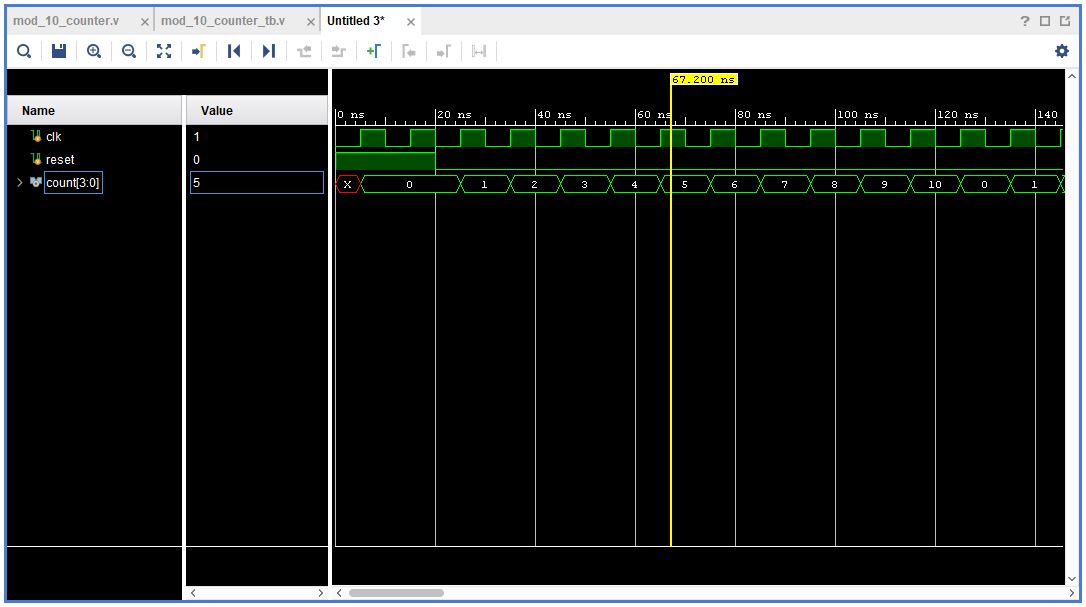 mod_10_counter.v × mod_10_counter_tb.v × Untitled 3* ×
67.200 ns
Name Value
0 ns 20 ns 40 ns 60 ns 80 ns 100 ns 120 ns 140
clk 1
reset 0
count[3:0] 5 X 0 1 2 3 4 5 6 7 8 9 10 0 1